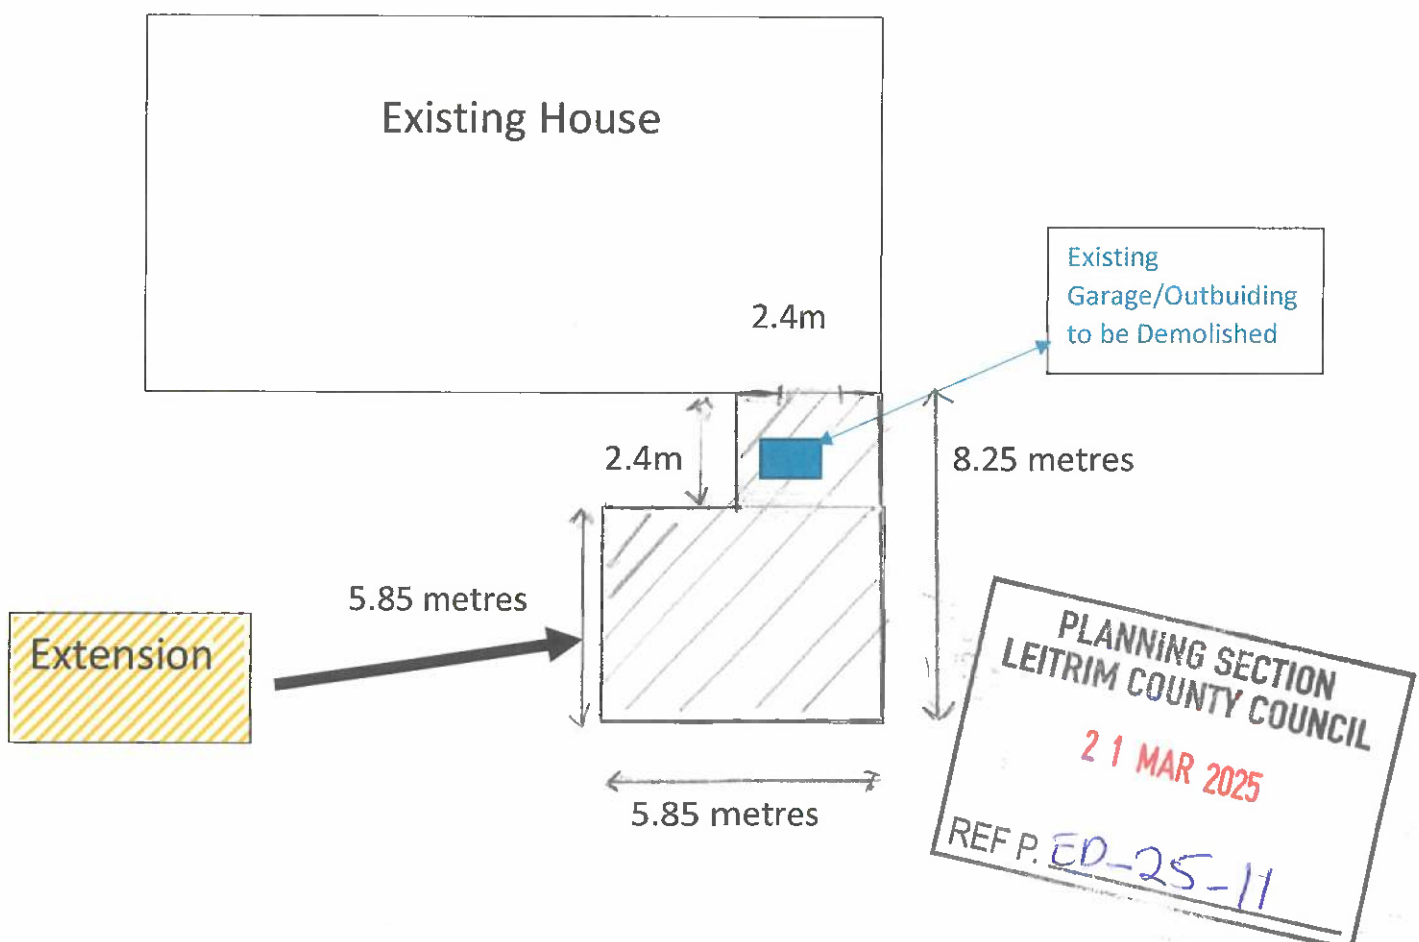 Existing House
2.4m
Existing
Garage/Outbuiding
to be Demolished
2.4m
8.25 metres
5.85 metres
Extension
5.85 metres
PLANNING SECTION
LEITRIM COUNTY COUNCIL
21 MAR 2025
REF P. ED-25-11